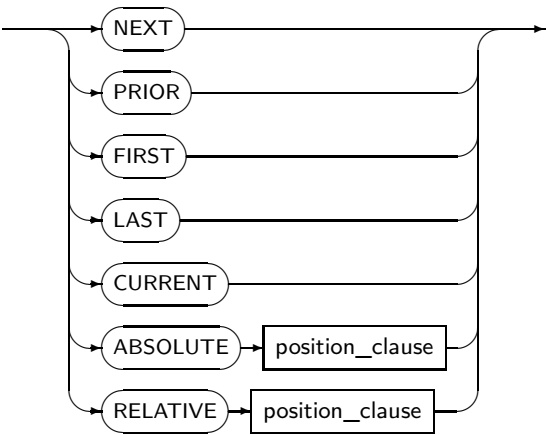 NEXT
PRIOR
FIRST
LAST
CURRENT
ABSOLUTE position_clause
RELATIVE position_clause